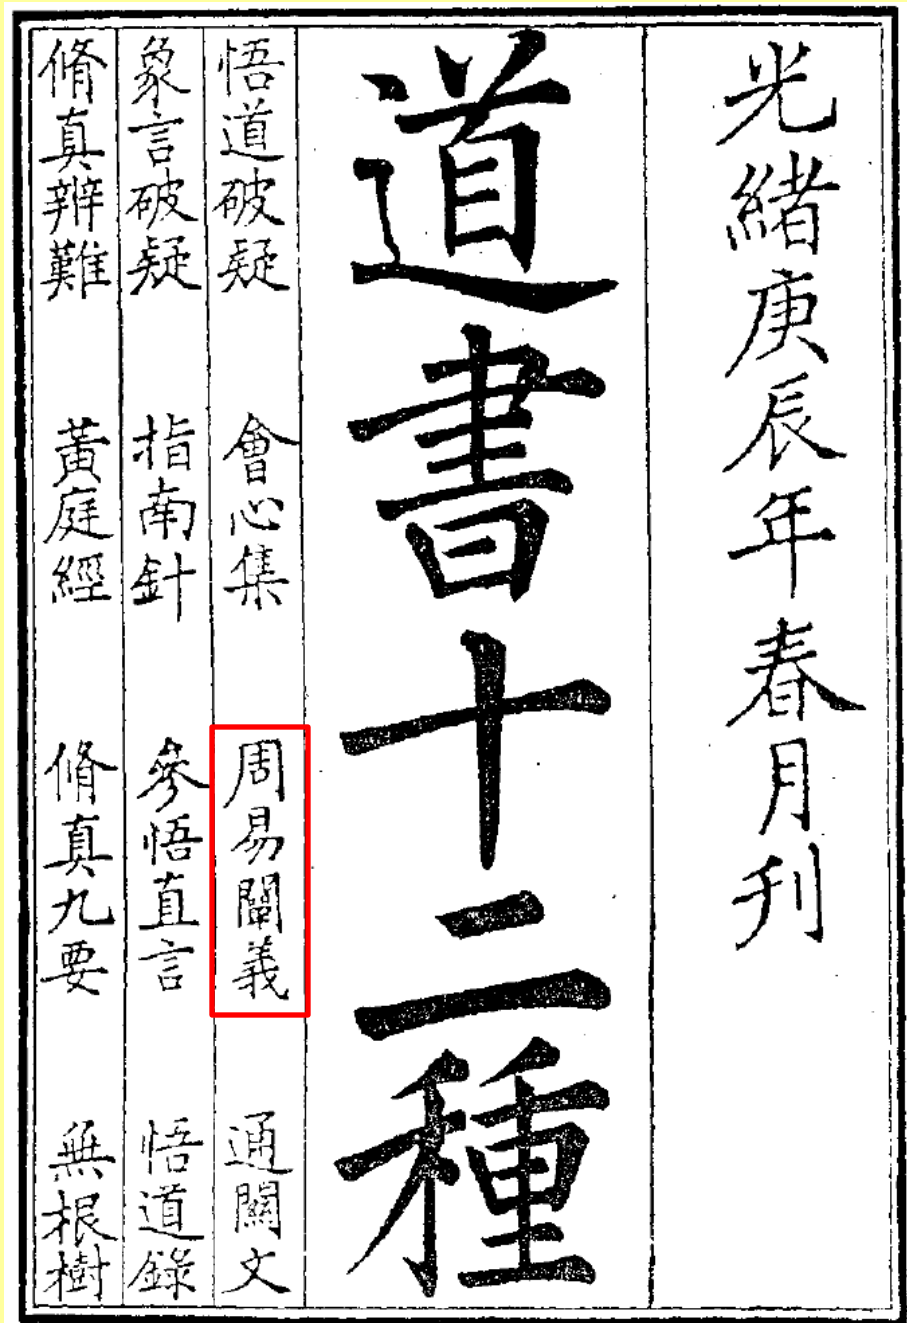 光緒庚辰年春月刋
道書十二種
悟道破疑 會心集 周易闡義 通關文
象言破疑 指南針 參悟直言 悟道錄
脩真辨難 黃庭經 脩真九要 無根樹